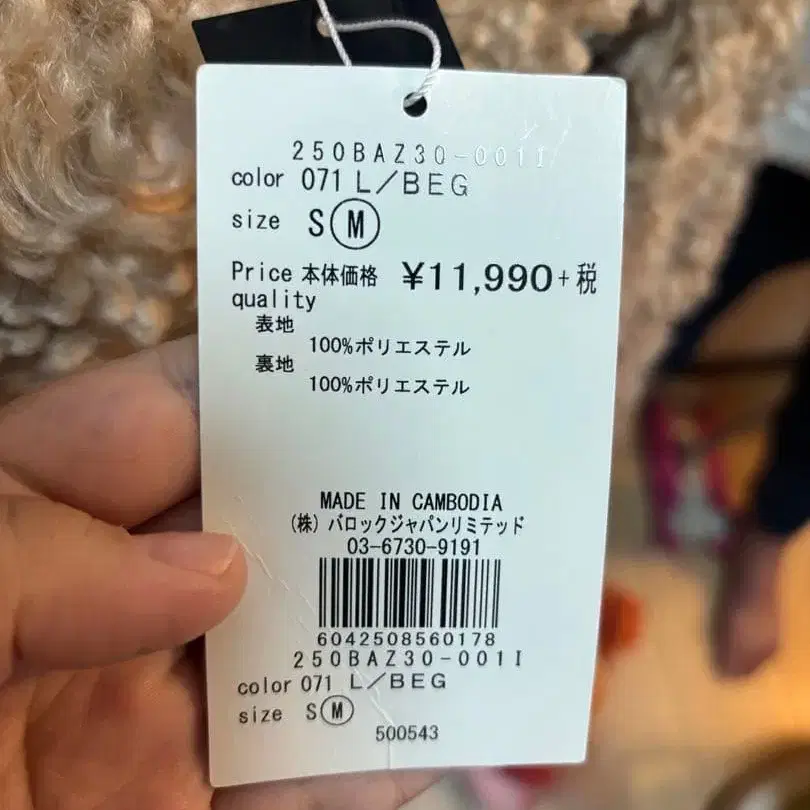 250BAZ30-001I
color 071 L/BEG
size S M
Price 本体価格 ¥11,990+税
quality
表地
100%ポリエステル
裏地
100%ポリエステル
MADE IN CAMBODIA
(株)バロックジャパンリミテッド
03-6730-9191
6042508560178
250BAZ30-001I
color 071 L/BEG
size S M
500543